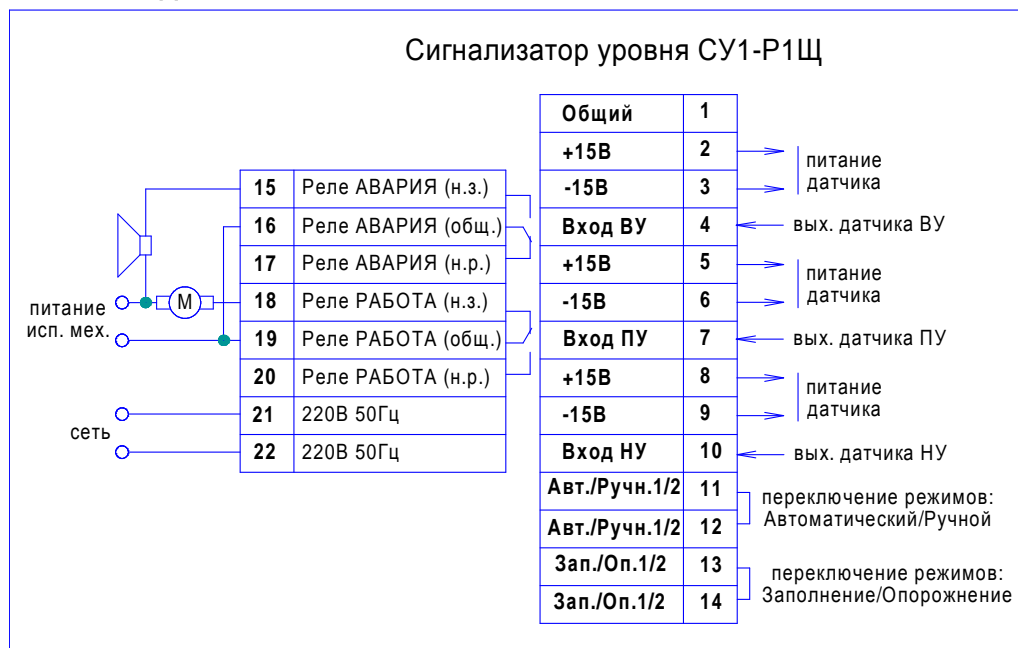 Сигнализатор уровня СУ1-Р1Щ
Общий 1
+15В 2
-15В 3
питание
датчика
Вход ВУ 4 вых. датчика ВУ
+15В 5
-15В 6
питание
датчика
Вход ПУ 7 вых. датчика ПУ
+15В 8
-15В 9
питание
датчика
Вход НУ 10 вых. датчика НУ
Авт./Ручн.1/2 11
Авт./Ручн.1/2 12
переключение режимов:
Автоматический/Ручной
Зап./Оп.1/2 13
Зап./Оп.1/2 14
переключение режимов:
Заполнение/Опорожнение
15 Реле АВАРИЯ (н.з.)
16 Реле АВАРИЯ (общ.)
17 Реле АВАРИЯ (н.р.)
18 Реле РАБОТА (н.з.)
19 Реле РАБОТА (общ.)
20 Реле РАБОТА (н.р.)
21 220В 50Гц
22 220В 50Гц
М
питание
исп. мех.
сеть